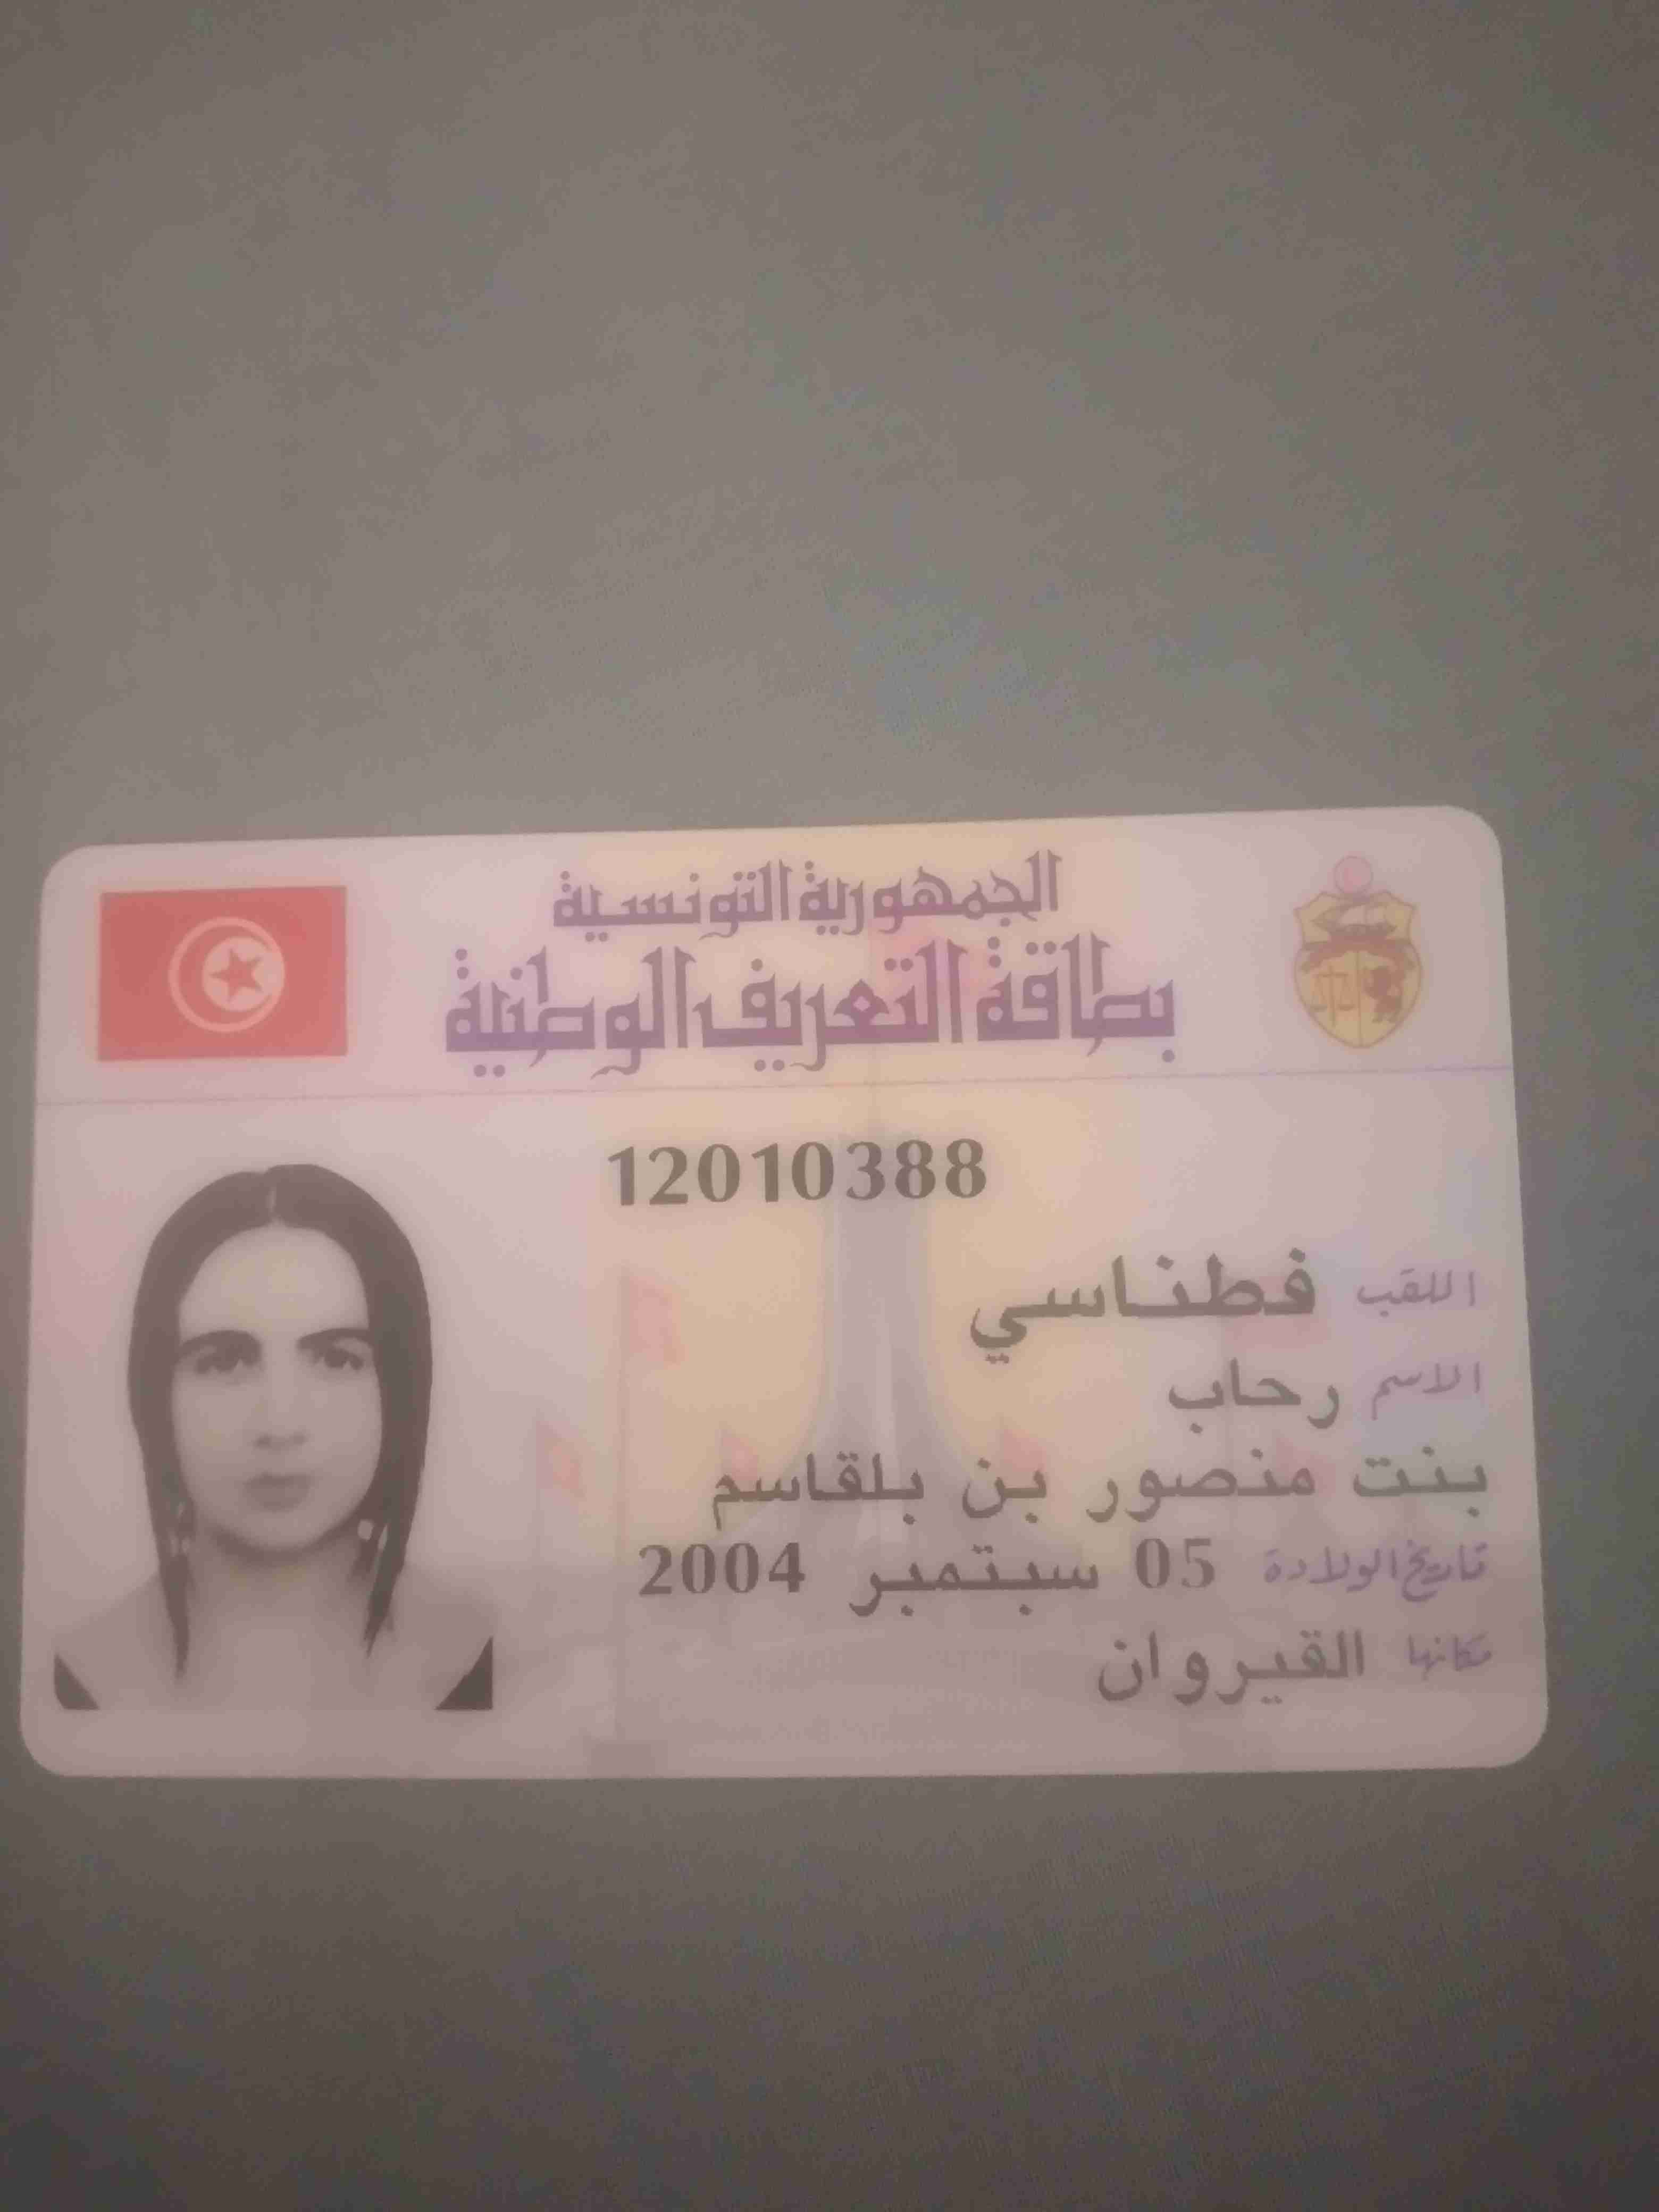 الجمهورية التونسية
بطاقة التعريف الوطنية
12010388
اللقب فطناسي
الاسم رحاب
بنت منصور بن بلقاسم
تاريخ الولادة 05 سبتمبر 2004
مكانها القيروان